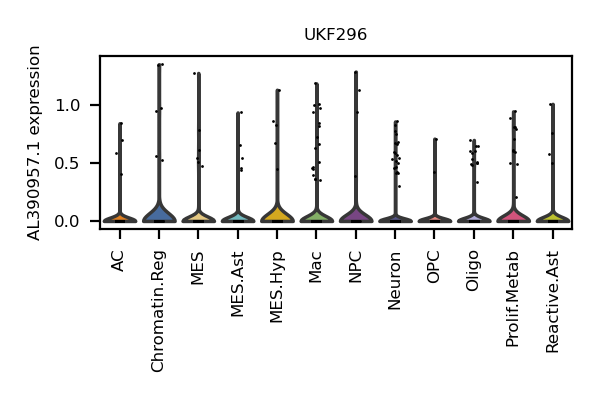 UKF296
AL390957.1 expression
1.0
0.5
0.0
AC
Chromatin.Reg
MES
MES.Ast
MES.Hyp
Mac
NPC
Neuron
OPC
Oligo
Prolif.Metab
Reactive.Ast